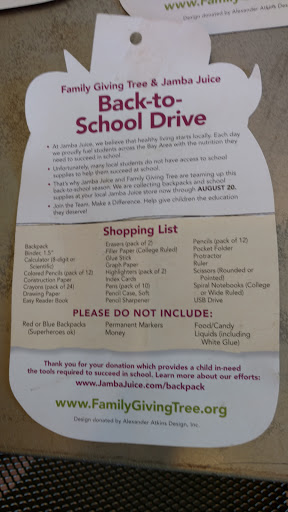 www.Family
Design donated by Alexander Atkins Des
Family Giving Tree & Jamba Juice
Back-to-
School Drive
• At Jamba Juice, we believe that healthy living starts locally. Each day
we proudly fuel students across the Bay Area with the nutrition they
need to succeed in school.
• Unfortunately, many local students do not have access to school
supplies to help them succeed at school.
• That's why Jamba Juice and Family Giving Tree are teaming up this
back-to-school season. We are collecting backpacks and school
supplies at your local Jamba Juice store now through AUGUST 20.
• Join the Team. Make a Difference. Help give children the education
they deserve!
Shopping List
Backpack
Binder, 1.5"
Calculator (8-digit or
Scientific)
Colored Pencils (pack of 12)
Construction Paper
Crayons (pack of 24)
Drawing Paper
Easy Reader Book
Erasers (pack of 2)
Filler Paper (College Ruled)
Glue Stick
Graph Paper
Highlighters (pack of 2)
Index Cards
Pens (pack of 10)
Pencil Case, Soft
Pencil Sharpener
Pencils (pack of 12)
Pocket Folder
Protractor
Ruler
Scissors (Rounded or
Pointed)
Spiral Notebooks (College
or Wide Ruled)
USB Drive
PLEASE DO NOT INCLUDE:
Red or Blue Backpacks
(Superheroes ok)
Permanent Markers
Money
Food/Candy
Liquids (including
White Glue)
Thank you for your donation which provides a child in-need
the tools required to succeed in school. Learn more about our efforts:
www.JambaJuice.com/backpack
www.FamilyGivingTree.org
Design donated by Alexander Atkins Design, Inc.